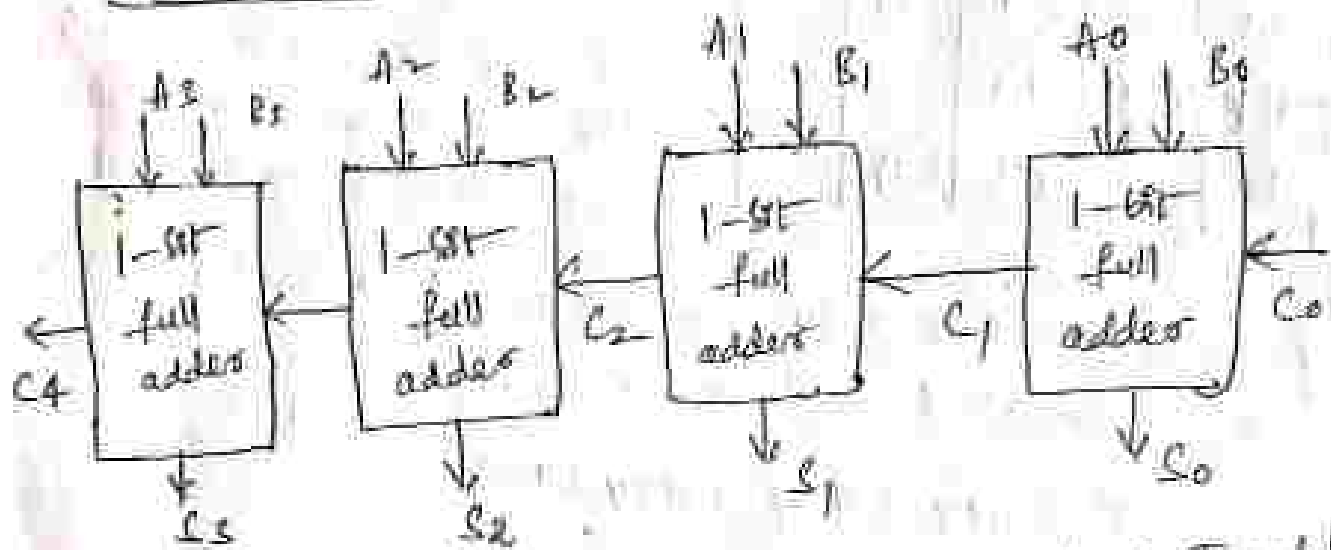 A3 B3 A2 B2 A1 B1 A0 B0
1-bit full adder
1-bit full adder
1-bit full adder
1-bit full adder
C4 C2 C1 C0
S3 S2 S1 S0